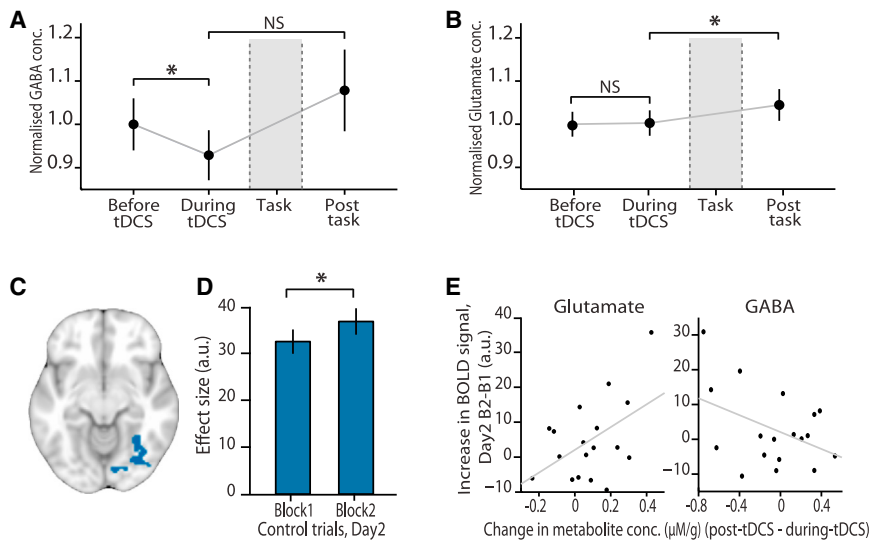 A
NS
*
Normalised GABA conc.
1.2
1.0
0.9
Before tDCS
During tDCS
Task
Post task
B
*
NS
Normalised Glutamate conc.
1.2
1.0
0.9
Before tDCS
During tDCS
Task
Post task
C
D
*
Effect size (a.u.)
40
30
20
10
0
Block1
Block2
Control trials, Day2
E
Glutamate
GABA
Increase in BOLD signal,
Day2 B2-B1 (a.u.)
40
30
20
10
0
-10
-0.2
0
0.2
0.4
30
20
10
0
-10
-0.8
-0.4
0
0.4
Change in metabolite conc. (μM/g) (post-tDCS - during-tDCS)